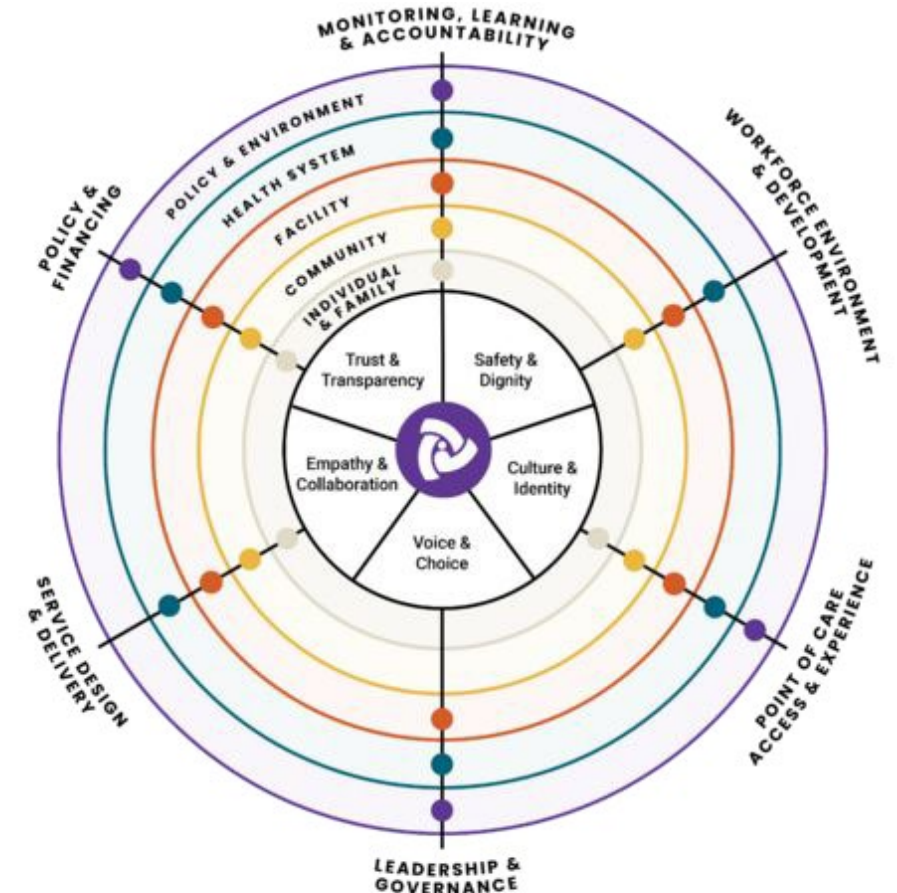 MONITORING, LEARNING
& ACCOUNTABILITY
WORKFORCE ENVIRONMENT
& DEVELOPMENT
POLICY &
FINANCING
POLICY & ENVIRONMENT
HEALTH SYSTEM
FACILITY
COMMUNITY
INDIVIDUAL
& FAMILY
Trust &
Transparency
Safety &
Dignity
Empathy &
Collaboration
Culture &
Identity
Voice &
Choice
SERVICE DESIGN
& DELIVERY
POINT OF CARE
ACCESS & EXPERIENCE
LEADERSHIP &
GOVERNANCE